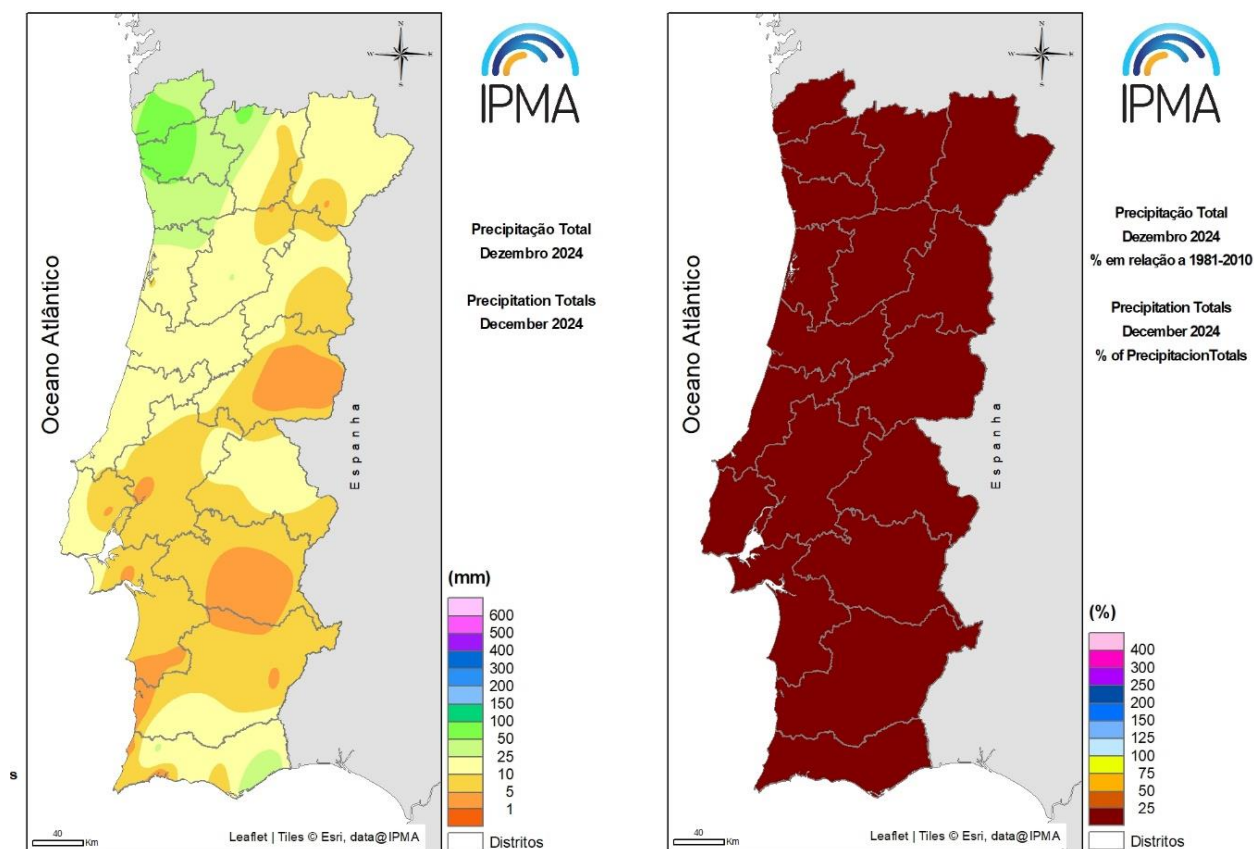 N
W E
S
IPMA
Precipitação Total
Dezembro 2024
Precipitation Totals
December 2024
Oceano Atlântico
Espanha
(mm)
600
500
400
300
200
150
100
50
25
10
5
1
Distritos
s
40
Km
Leaflet | Tiles © Esri, data@IPMA
N
W E
S
IPMA
Precipitação Total
Dezembro 2024
% em relação a 1981-2010
Precipitation Totals
December 2024
% of PrecipitacionTotals
Oceano Atlântico
Espanha
(%)
400
300
250
200
150
125
100
75
50
25
Distritos
40
Km
Leaflet | Tiles © Esri, data@IPMA